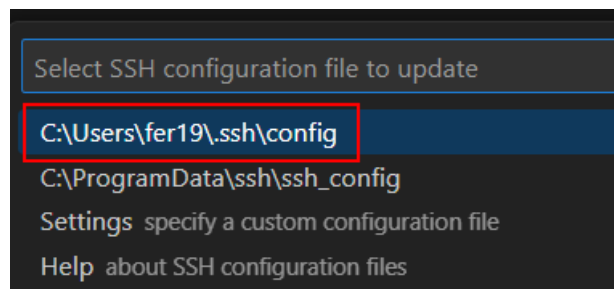 Select SSH configuration file to update
C:\Users\fer19\.ssh\config
C:\ProgramData\ssh\ssh_config
Settings specify a custom configuration file
Help about SSH configuration files